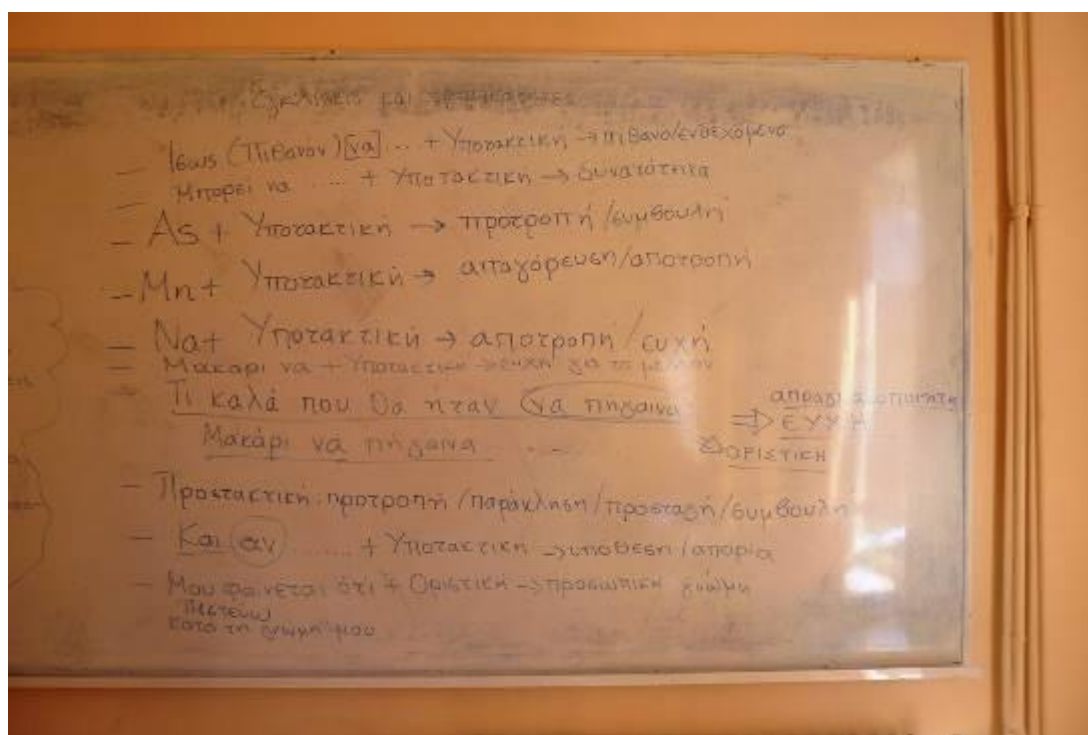 Εγκλίσεις και
— Ίσως (Πιθανόν) [να] ... + Υποτακτική → πιθανό/ενδεχόμενο
— Μπορεί να ..... + Υποτακτική → δυνατότητα
— Ας + Υποτακτική → προτροπή/συμβουλή
— Μη + Υποτακτική → απαγόρευση/αποτροπή
— Να + Υποτακτική → αποτροπή/ευχή
— Μακάρι να + Υποτακτική → ευχή για το μέλλον
Τι καλά που θα ήταν να πήγαινα
απραγματοποίητη
⇒ ΕΥΧΗ
Μακάρι νά πήγαινα .....
ΟΡΙΣΤΙΚΗ
— Προστακτική: προτροπή/παράκληση/προσταγή/συμβουλή
— Και αν ........ + Υποτακτική → υπόθεση/απορία
— Μου φαίνεται ότι + Οριστική → προσωπική γνώμη
Πιστεύω
κατά τη γνώμη μου